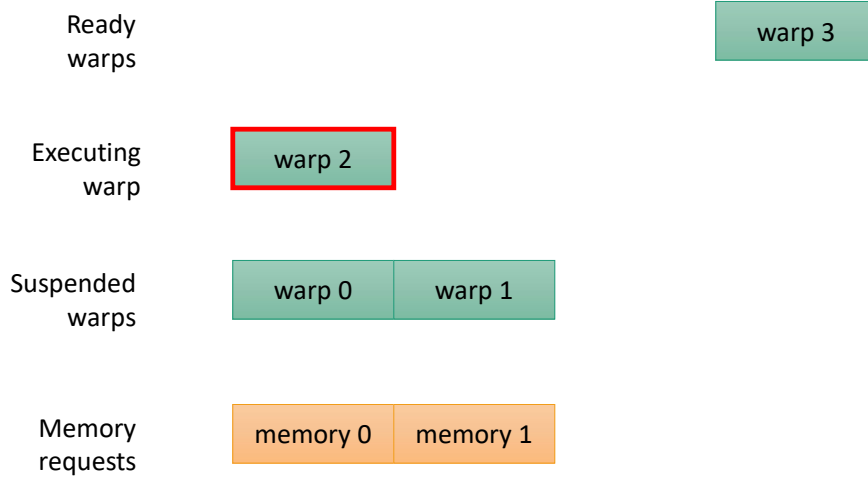 Ready
warps
warp 3
Executing
warp
warp 2
Suspended
warps
warp 0
warp 1
Memory
requests
memory 0
memory 1